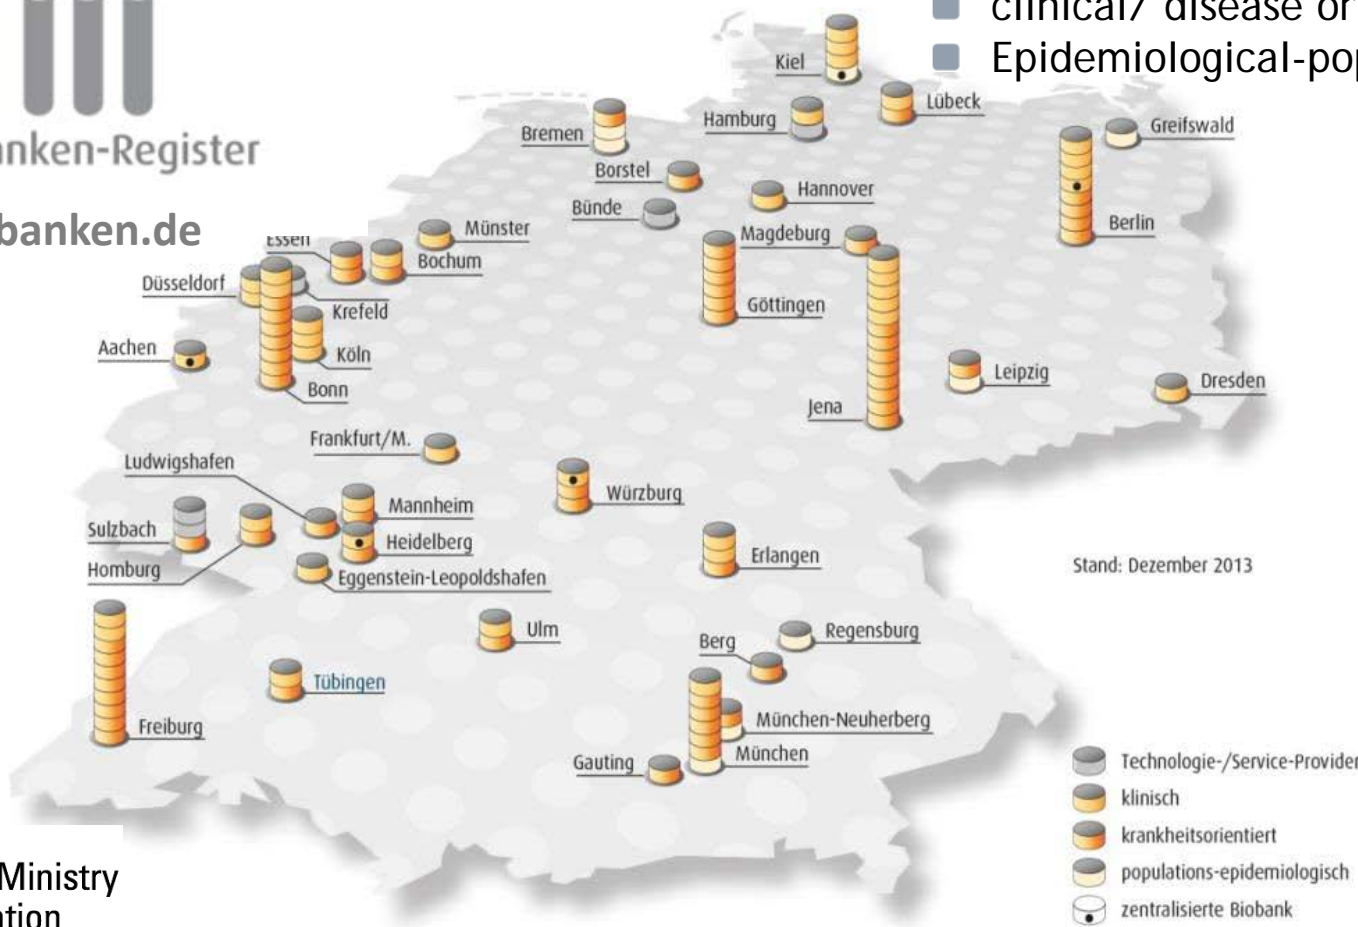 clinical/ disease or
Epidemiological-pop
anken-Register
banken.de
Kiel
Lübeck
Hamburg
Bremen
Greifswald
Borstel
Hannover
Bünde
Berlin
Münster
Magdeburg
Essen
Bochum
Düsseldorf
Göttingen
Krefeld
Aachen
Köln
Leipzig
Dresden
Bonn
Jena
Frankfurt/M.
Ludwigshafen
Würzburg
Mannheim
Sulzbach
Heidelberg
Erlangen
Homburg
Eggenstein-Leopoldshafen
Stand: Dezember 2013
Ulm
Regensburg
Berg
Tübingen
Freiburg
München-Neuherberg
München
Gauting
Technologie-/Service-Provider
klinisch
krankheitsorientiert
populations-epidemiologisch
zentralisierte Biobank
Ministry